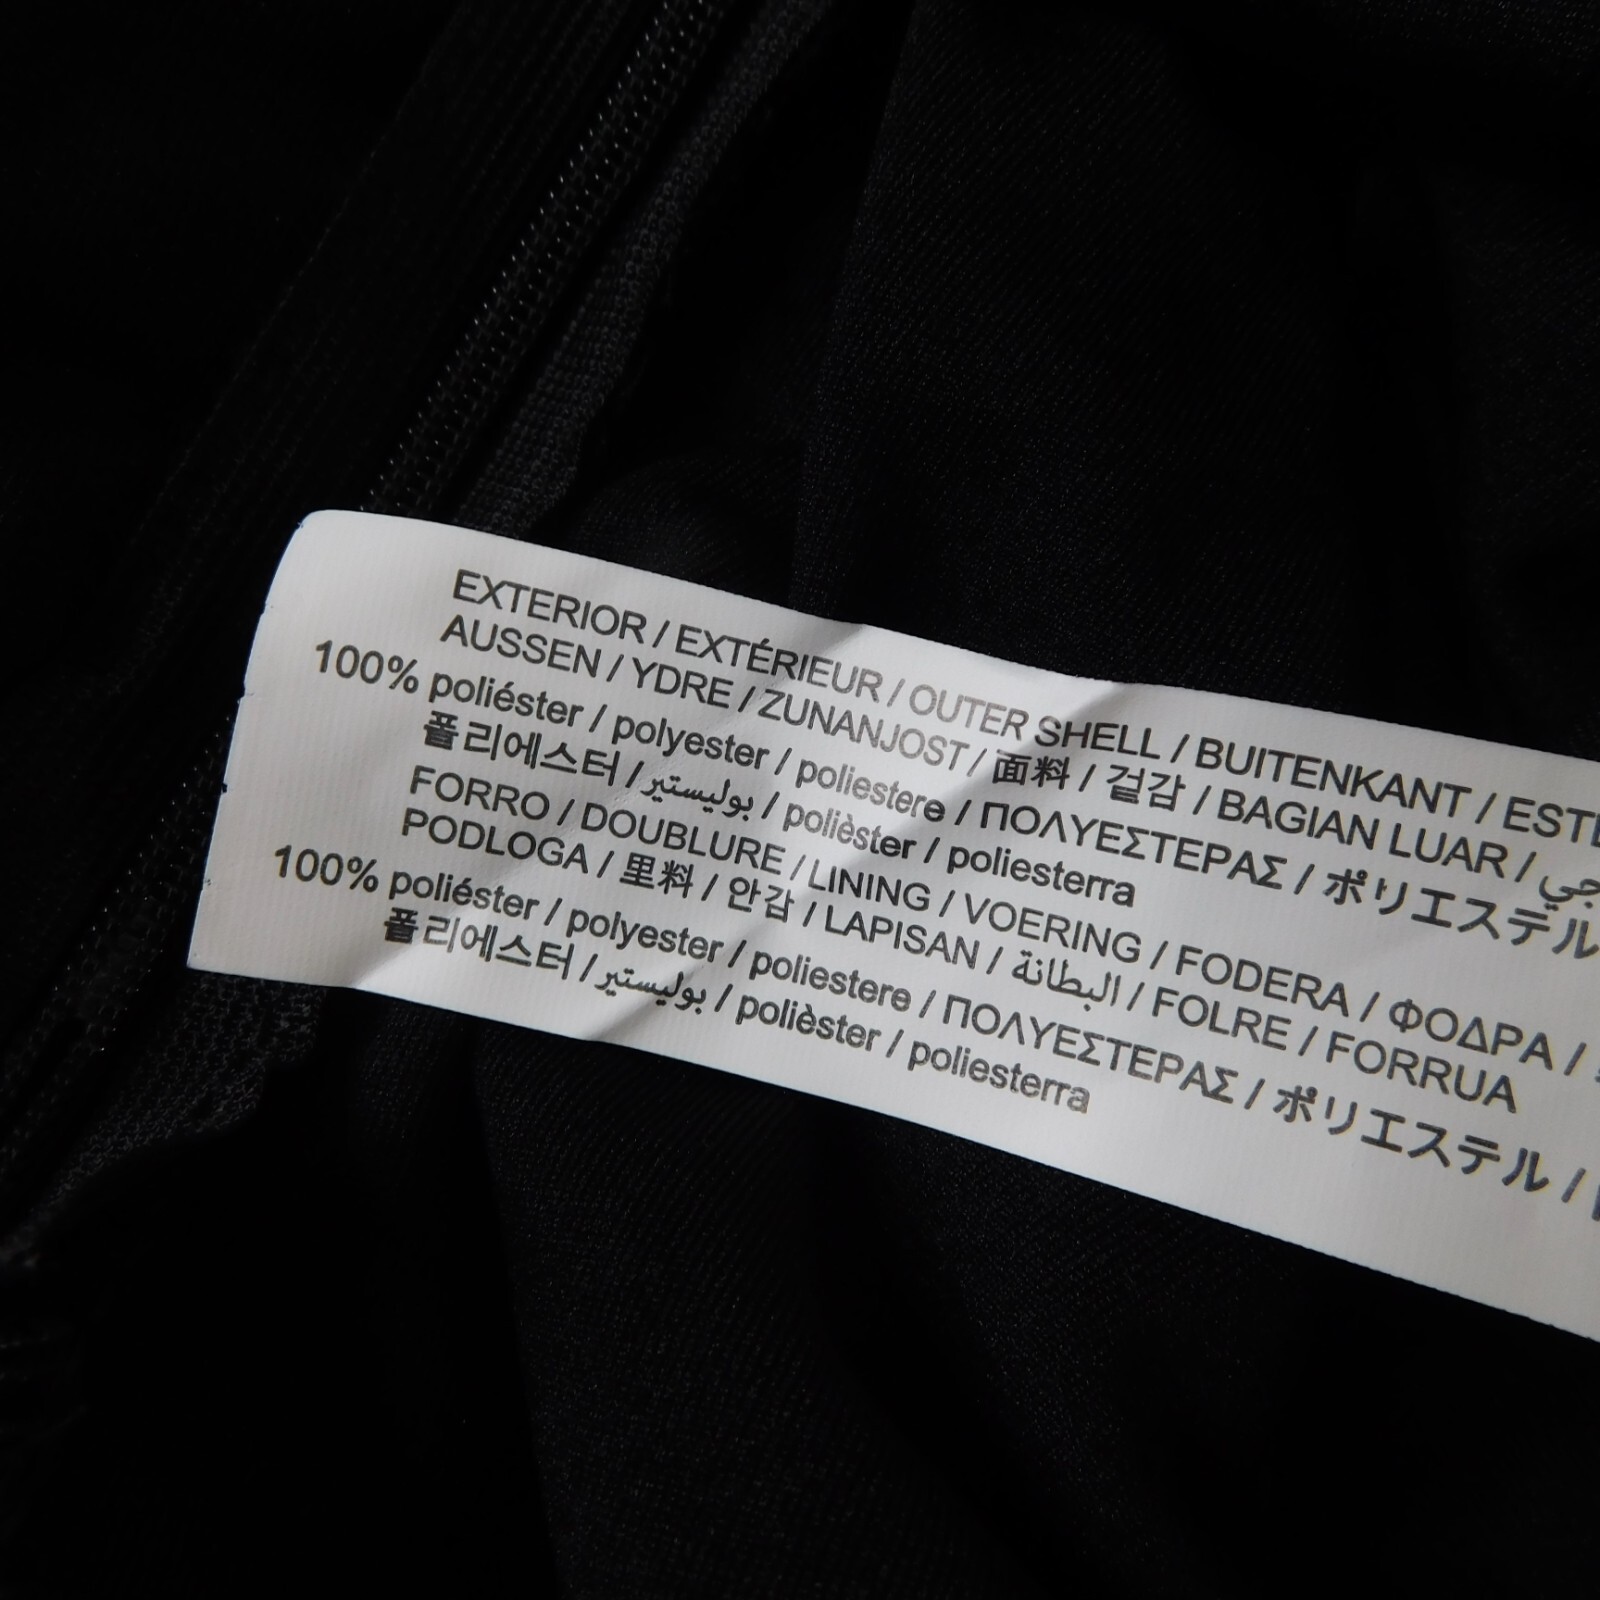 EXTERIOR / EXTÉRIEUR / OUTER SHELL / BUITENKANT /
AUSSEN / YDRE / ZUNANJOST / 面料 / 겉감 / BAGIAN LUAR /
100% poliéster / polyester / poliestere / ΠΟΛΥΕΣΤΕΡΑΣ / ポリエステル
폴리에스터 / بوليستير / polièster / poliesterra
FORRO / DOUBLURE / LINING / VOERING / FODERA / ΦΟΔΡΑ /
PODLOGA / 里料 / 안감 / LAPISAN / البطانة / FOLRE / FORRUA
100% poliéster / polyester / poliestere / ΠΟΛΥΕΣΤΕΡΑΣ / ポリエステル /
폴리에스터 / بوليستير / polièster / poliesterra